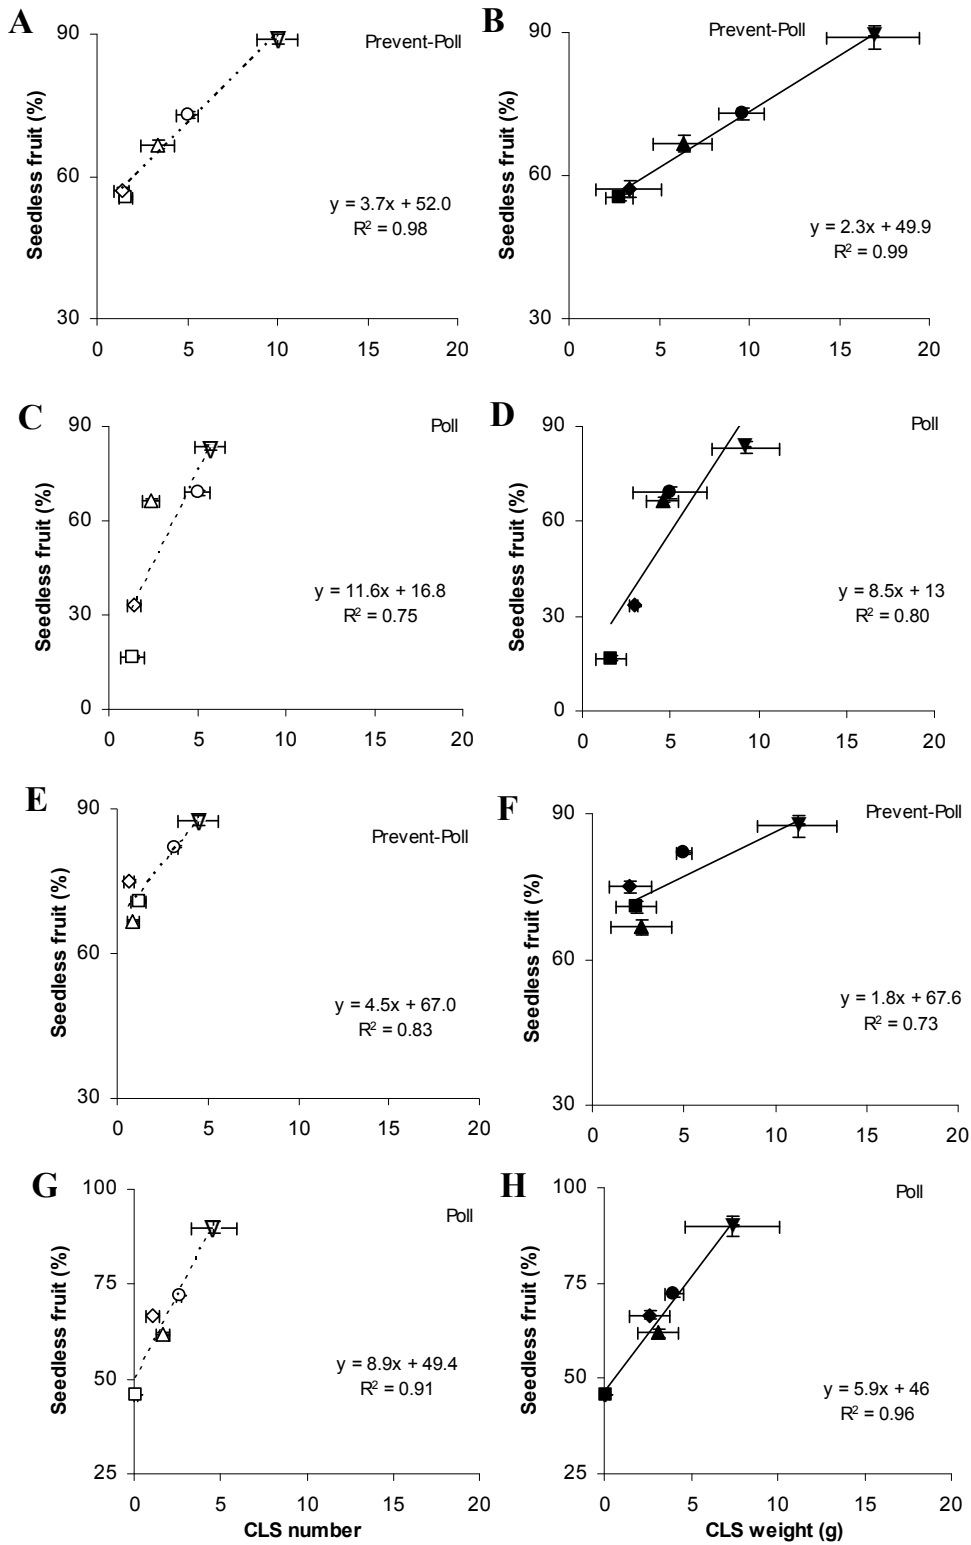 A
90
60
30
Seedless fruit (%)
Prevent-Poll
y = 3.7x + 52.0
R² = 0.98
0 5 10 15 20
B
90
60
30
Seedless fruit (%)
Prevent-Poll
y = 2.3x + 49.9
R² = 0.99
0 5 10 15 20
C
90
60
30
0
Seedless fruit (%)
Poll
y = 11.6x + 16.8
R² = 0.75
0 5 10 15 20
D
90
60
30
0
Seedless fruit (%)
Poll
y = 8.5x + 13
R² = 0.80
0 5 10 15 20
E
90
60
30
Seedless fruit (%)
Prevent-Poll
y = 4.5x + 67.0
R² = 0.83
0 5 10 15 20
F
90
60
30
Seedless fruit (%)
Prevent-Poll
y = 1.8x + 67.6
R² = 0.73
0 5 10 15 20
G
100
75
50
25
Seedless fruit (%)
Poll
y = 8.9x + 49.4
R² = 0.91
0 5 10 15 20
CLS number
H
100
75
50
25
Seedless fruit (%)
Poll
y = 5.9x + 46
R² = 0.96
0 5 10 15 20
CLS weight (g)